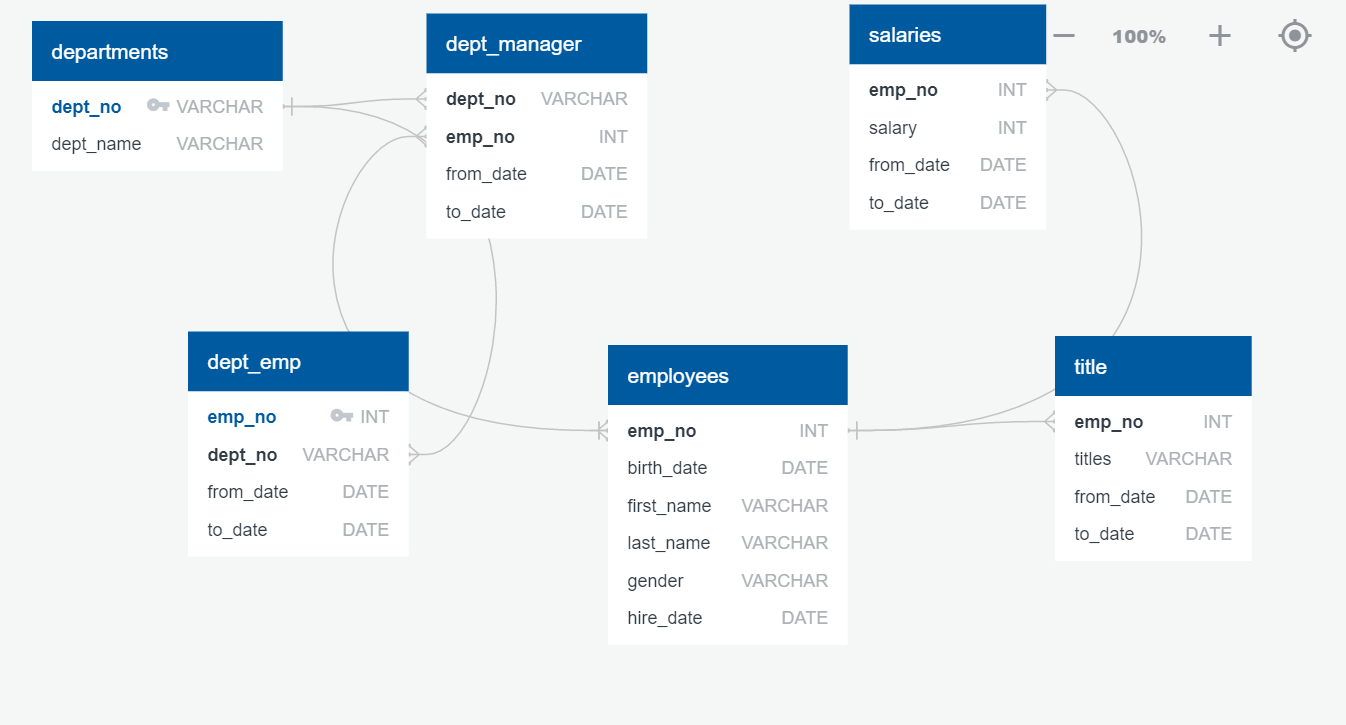 departments
dept_no VARCHAR
dept_name VARCHAR
dept_manager
dept_no VARCHAR
emp_no INT
from_date DATE
to_date DATE
salaries
emp_no INT
salary INT
from_date DATE
to_date DATE
100%
dept_emp
emp_no INT
dept_no VARCHAR
from_date DATE
to_date DATE
employees
emp_no INT
birth_date DATE
first_name VARCHAR
last_name VARCHAR
gender VARCHAR
hire_date DATE
title
emp_no INT
titles VARCHAR
from_date DATE
to_date DATE